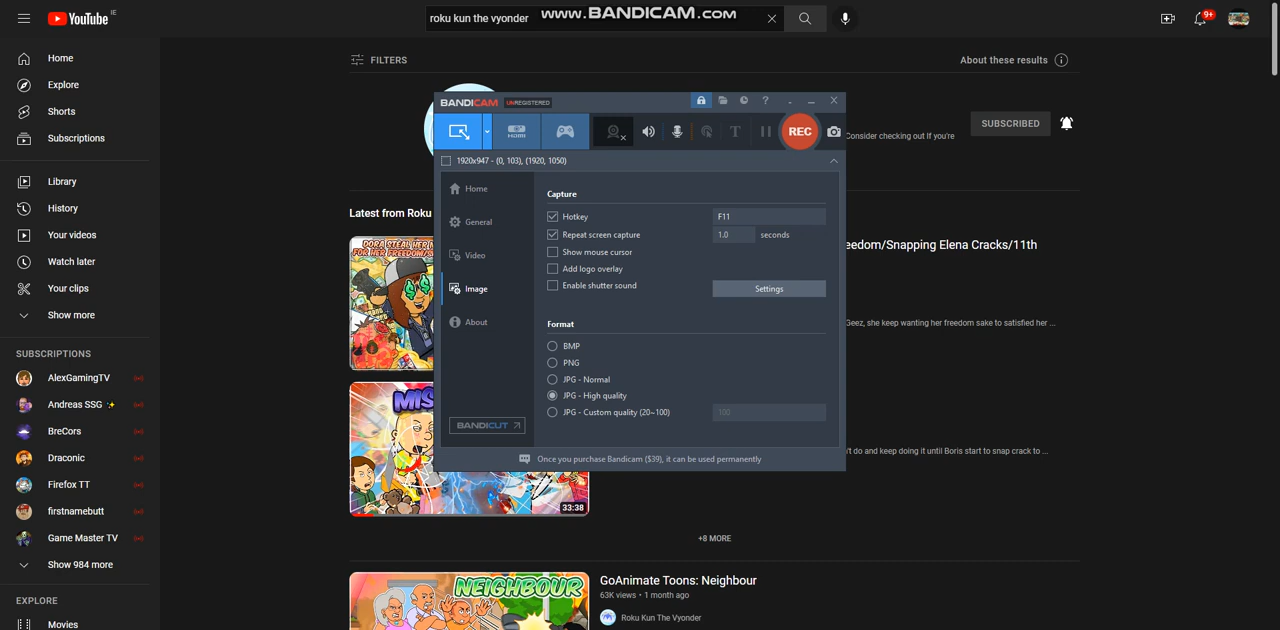 YouTube IE
roku kun the vyonder
www.BANDICAM.com
9+
Home
Explore
Shorts
Subscriptions
Library
History
Your videos
Watch later
Your clips
Show more
SUBSCRIPTIONS
AlexGamingTV
Andreas SSG
BreCors
Draconic
Firefox TT
firstnamebutt
Game Master TV
Show 984 more
EXPLORE
Movies
FILTERS
About these results
Consider checking out If you're
SUBSCRIBED
Latest from Roku
BANDICAM UNREGISTERED
HDMI
REC
1920x947 - (0, 103), (1920, 1050)
Home
General
Video
Image
About
BANDICUT
Capture
Hotkey
F11
Repeat screen capture
1.0 seconds
Show mouse cursor
Add logo overlay
Enable shutter sound
Settings
Format
BMP
PNG
JPG - Normal
JPG - High quality
JPG - Custom quality (20~100)
100
Once you purchase Bandicam ($39), it can be used permanently
DORA STEAL HER M
FOR HER FREEDOM/S
eedom/Snapping Elena Cracks/11th
Geez, she keep wanting her freedom sake to satisfied her ...
MIS
33:38
't do and keep doing it until Boris start to snap crack to ...
+8 MORE
NEIGHBOUR
GoAnimate Toons: Neighbour
63K views • 1 month ago
Roku Kun The Vyonder